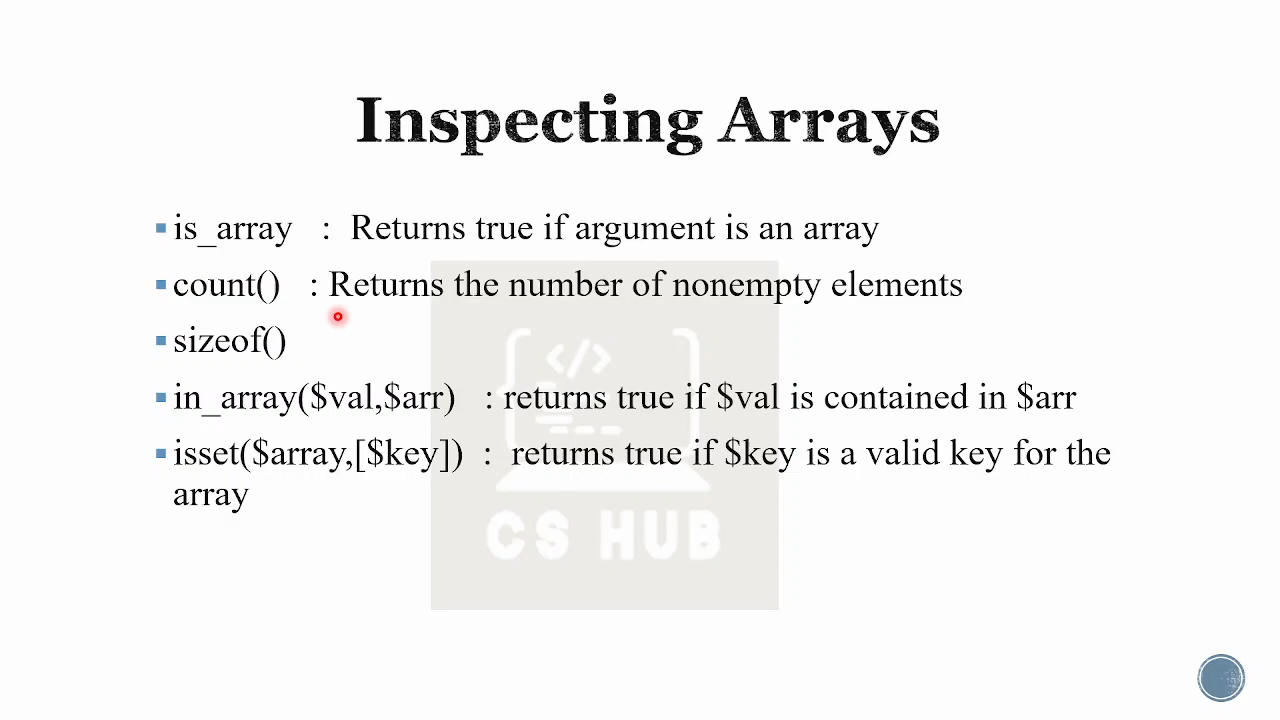 Inspecting Arrays
is_array : Returns true if argument is an array
count() : Returns the number of nonempty elements
sizeof()
in_array($val,$arr) : returns true if $val is contained in $arr
isset($array,[$key]) : returns true if $key is a valid key for the
array
</>
CS HUB